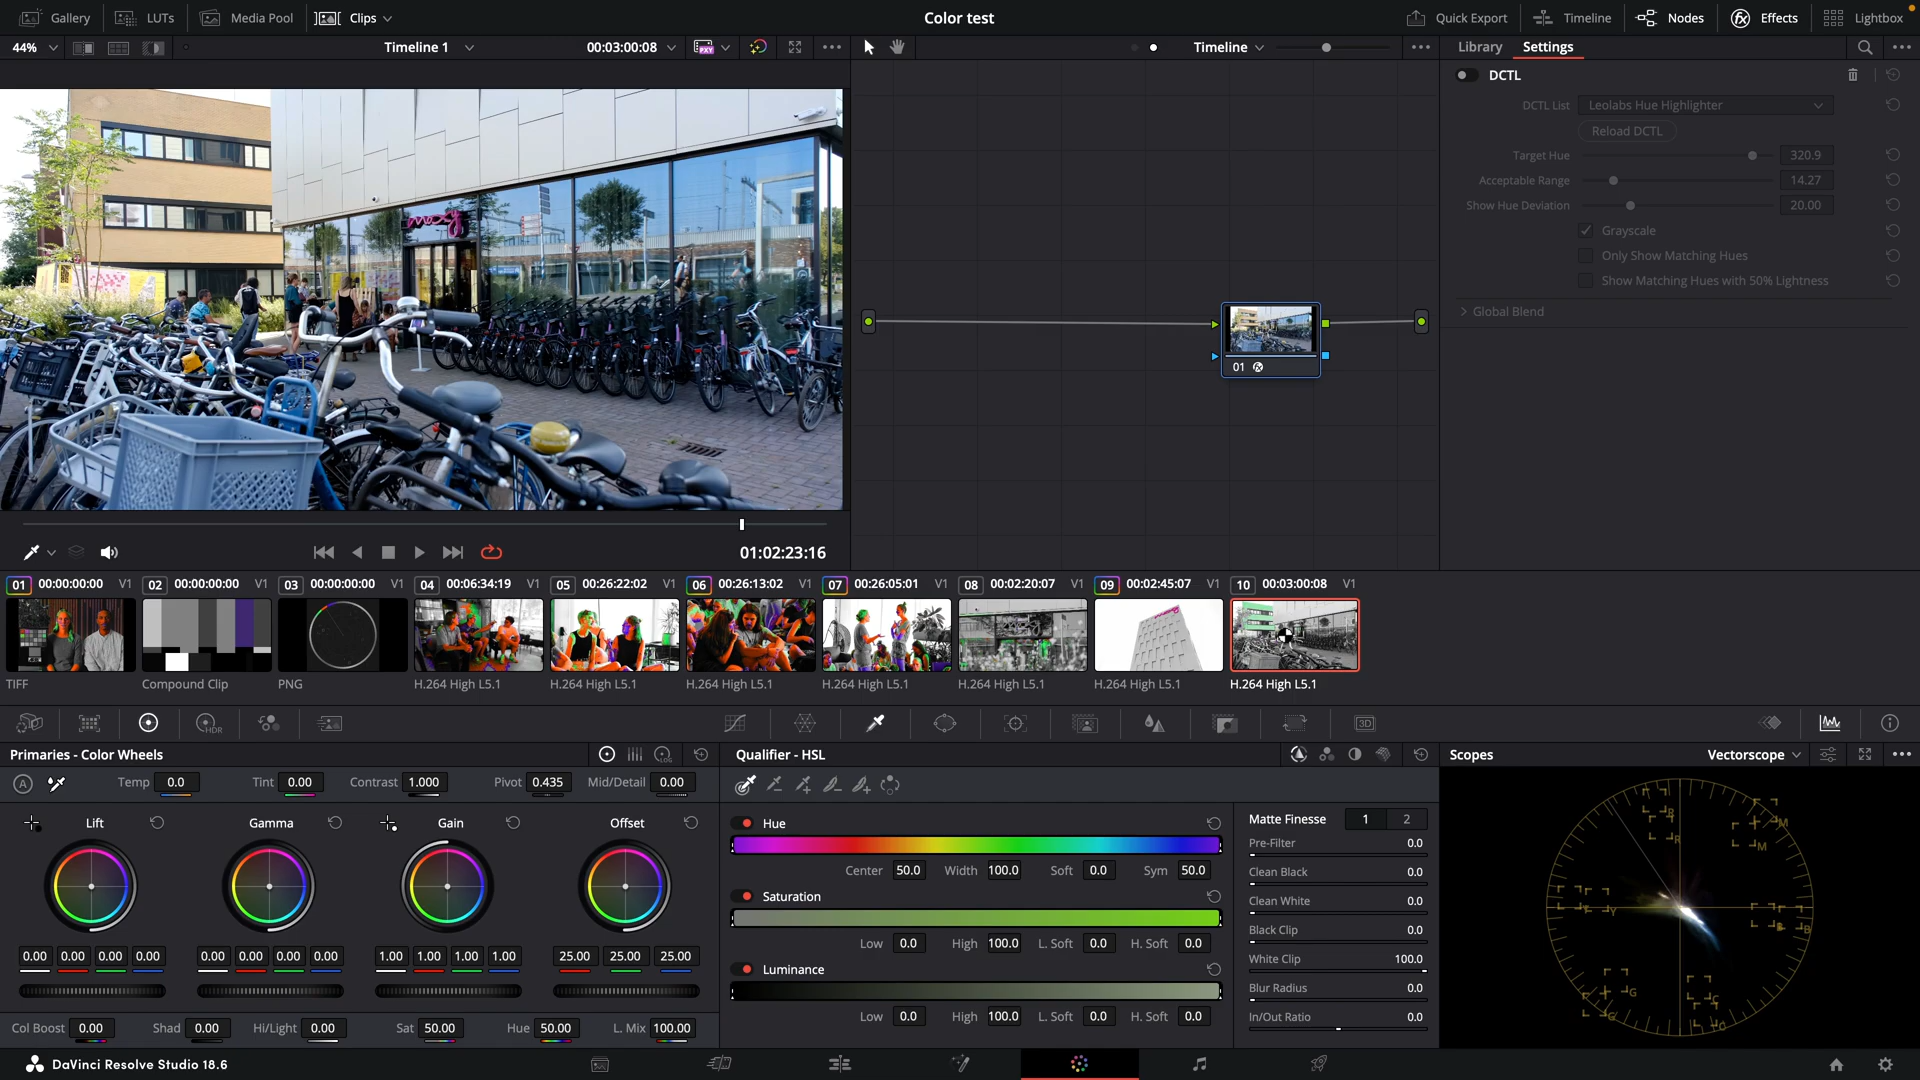 Gallery LUTs Media Pool Clips Color test Quick Export Timeline Nodes Effects Lightbox
44% Timeline 1 00:03:00:08 PXY Timeline Library Settings
DCTL
DCTL List Leolabs Hue Highlighter
Reload DCTL
Target Hue 320.9
Acceptable Range 14.27
Show Hue Deviation 20.00
Grayscale
Only Show Matching Hues
Show Matching Hues with 50% Lightness
Global Blend
moxy
01
01:02:23:16
01 00:00:00:00 V1 02 00:00:00:00 V1 03 00:00:00:00 V1 04 00:06:34:19 V1 05 00:26:22:02 V1 06 00:26:13:02 V1 07 00:26:05:01 V1 08 00:02:20:07 V1 09 00:02:45:07 V1 10 00:03:00:08 V1
TIFF Compound Clip PNG H.264 High L5.1 H.264 High L5.1 H.264 High L5.1 H.264 High L5.1 H.264 High L5.1 H.264 High L5.1 H.264 High L5.1
HDR 3D
Primaries - Color Wheels LOG Qualifier - HSL Scopes Vectorscope
A Temp 0.0 Tint 0.00 Contrast 1.000 Pivot 0.435 Mid/Detail 0.00
Lift Gamma Gain Offset
0.00 0.00 0.00 0.00 0.00 0.00 0.00 0.00 1.00 1.00 1.00 1.00 25.00 25.00 25.00
Col Boost 0.00 Shad 0.00 Hi/Light 0.00 Sat 50.00 Hue 50.00 L. Mix 100.00
Hue
Center 50.0 Width 100.0 Soft 0.0 Sym 50.0
Saturation
Low 0.0 High 100.0 L. Soft 0.0 H. Soft 0.0
Luminance
Low 0.0 High 100.0 L. Soft 0.0 H. Soft 0.0
Matte Finesse 1 2
Pre-Filter 0.0
Clean Black 0.0
Clean White 0.0
Black Clip 0.0
White Clip 100.0
Blur Radius 0.0
In/Out Ratio 0.0
R M
R M
Y Y B B
G C
G C
DaVinci Resolve Studio 18.6